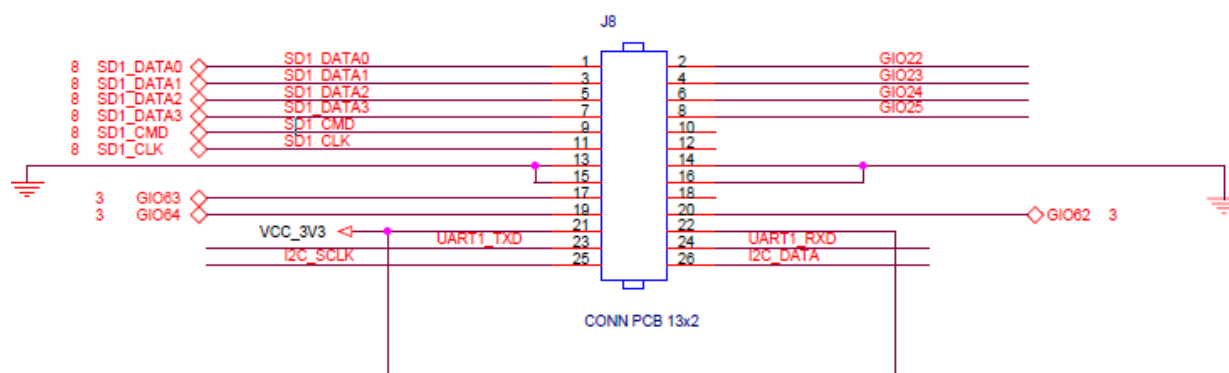 J8
8 SD1_DATA0 SD1_DATA0 1 2 GIO22
8 SD1_DATA1 SD1_DATA1 3 4 GIO23
8 SD1_DATA2 SD1_DATA2 5 6 GIO24
8 SD1_DATA3 SD1_DATA3 7 8 GIO25
8 SD1_CMD SD1_CMD 9 10
8 SD1_CLK SD1_CLK 11 12
13 14
15 16
3 GIO63 17 18
3 GIO64 19 20 GIO62 3
VCC_3V3 21 22
UART1_TXD 23 24 UART1_RXD
I2C_SCLK 25 26 I2C_DATA
CONN PCB 13x2